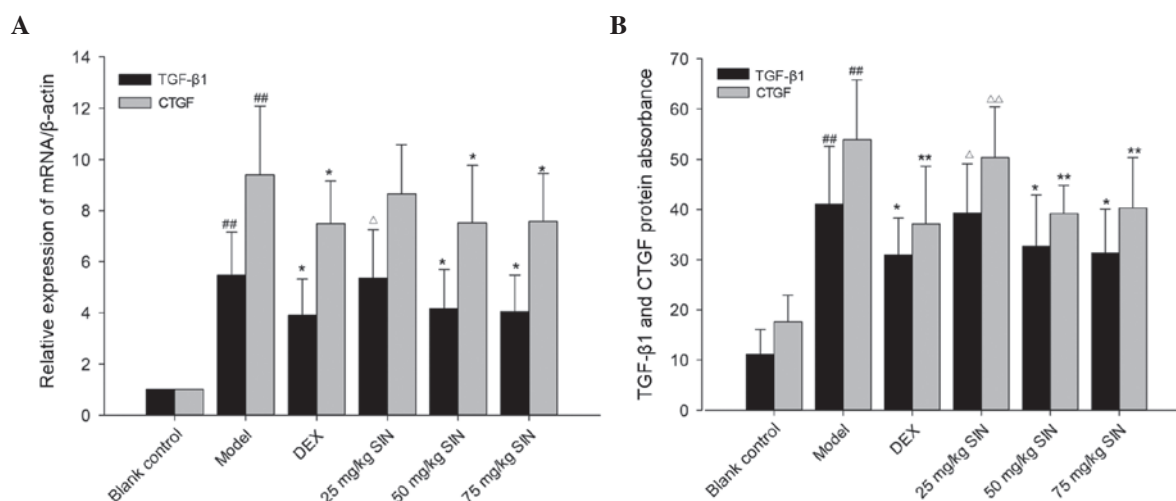 A
Relative expression of mRNA/β-actin
14
12
10
8
6
4
2
0
TGF-β1
CTGF
##
##
*
*
△
*
*
*
*
Blank control
Model
DEX
25 mg/kg SIN
50 mg/kg SIN
75 mg/kg SIN
B
TGF-β1 and CTGF protein absorbance
70
60
50
40
30
20
10
0
TGF-β1
CTGF
##
##
*
**
△
△△
*
**
*
**
Blank control
Model
DEX
25 mg/kg SIN
50 mg/kg SIN
75 mg/kg SIN